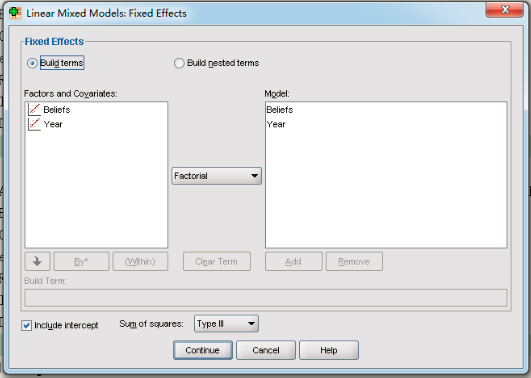 Linear Mixed Models: Fixed Effects
Fixed Effects
Build terms
Build nested terms
Factors and Covariates:
Model:
Beliefs
Year
Beliefs
Year
Factorial
By*
(Within)
Clear Term
Add
Remove
Build Term:
Include intercept
Sum of squares:
Type III
Continue
Cancel
Help